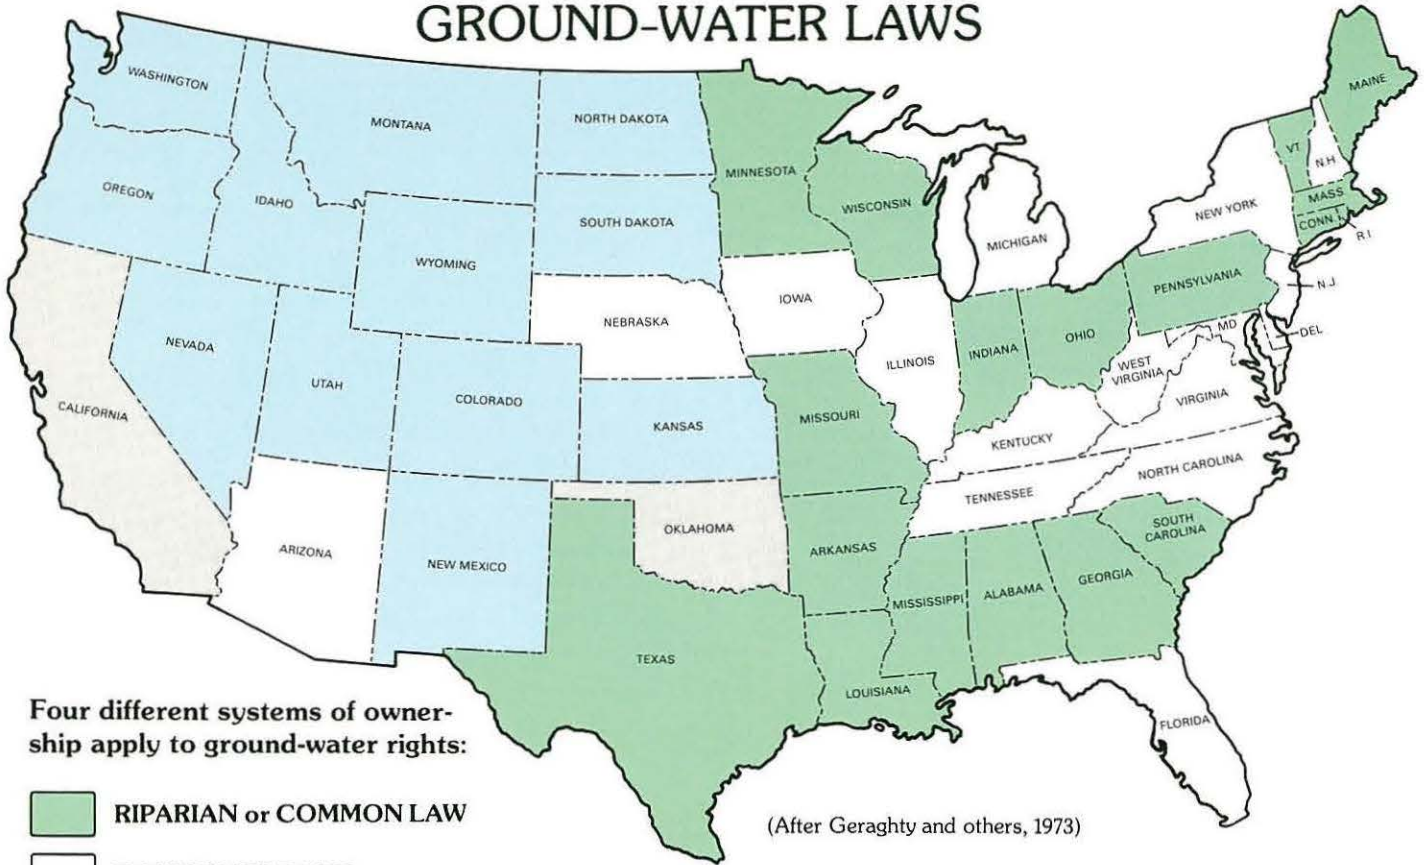 GROUND-WATER LAWS
WASHINGTON
MONTANA
NORTH DAKOTA
MINNESOTA
MAINE
VT
N.H
OREGON
IDAHO
SOUTH DAKOTA
WISCONSIN
MASS
NEW YORK
CONN.
R I
WYOMING
MICHIGAN
PENNSYLVANIA
N.J
IOWA
NEBRASKA
NEVADA
MD
DEL
OHIO
INDIANA
ILLINOIS
WEST
VIRGINIA
UTAH
COLORADO
VIRGINIA
CALIFORNIA
KANSAS
MISSOURI
KENTUCKY
NORTH CAROLINA
TENNESSEE
OKLAHOMA
SOUTH
CAROLINA
ARIZONA
NEW MEXICO
ARKANSAS
MISSISSIPPI
ALABAMA
GEORGIA
TEXAS
LOUISIANA
FLORIDA
Four different systems of owner-
ship apply to ground-water rights:
RIPARIAN or COMMON LAW
(After Geraghty and others, 1973)